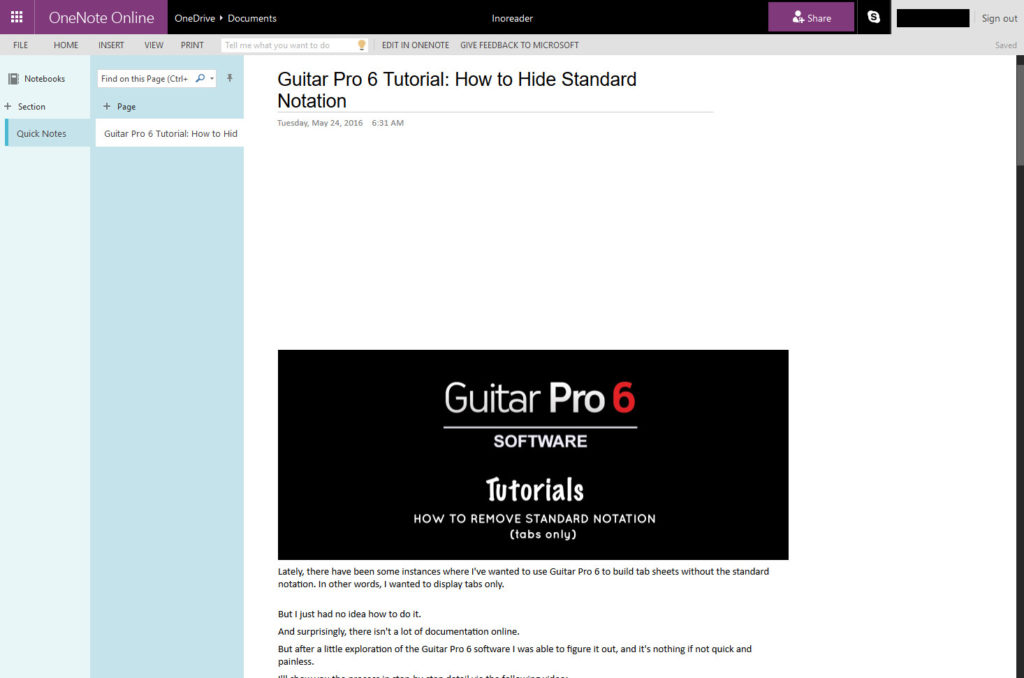 OneNote Online OneDrive Documents Inoreader Share Sign out
FILE HOME INSERT VIEW PRINT Tell me what you want to do EDIT IN ONENOTE GIVE FEEDBACK TO MICROSOFT Saved
Notebooks
+ Section
Quick Notes
Find on this Page (Ctrl+
+ Page
Guitar Pro 6 Tutorial: How to Hid
Guitar Pro 6 Tutorial: How to Hide Standard
Notation
Tuesday, May 24, 2016 6:31 AM
Guitar Pro 6
SOFTWARE
Tutorials
HOW TO REMOVE STANDARD NOTATION
(tabs only)
Lately, there have been some instances where I've wanted to use Guitar Pro 6 to build tab sheets without the standard
notation. In other words, I wanted to display tabs only.
But I just had no idea how to do it.
And surprisingly, there isn't a lot of documentation online.
But after a little exploration of the Guitar Pro 6 software I was able to figure it out, and it's nothing if not quick and
painless.